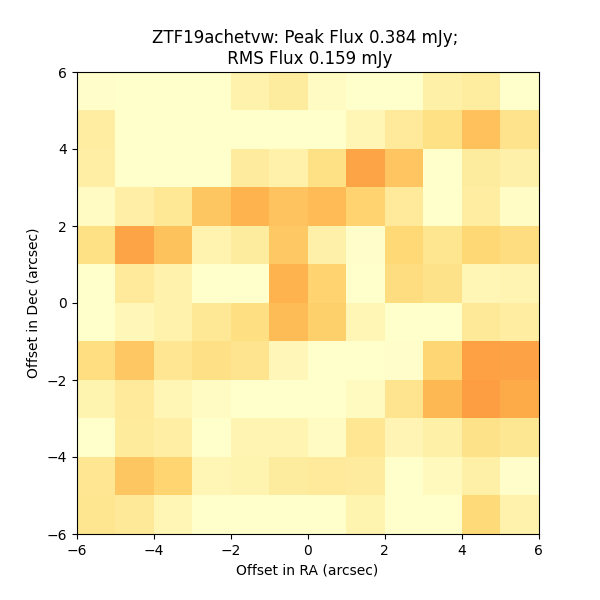 ZTF19achetvw: Peak Flux 0.384 mJy;
RMS Flux 0.159 mJy
6
4
2
0
−2
−4
−6
Offset in Dec (arcsec)
−6 −4 −2 0 2 4 6
Offset in RA (arcsec)